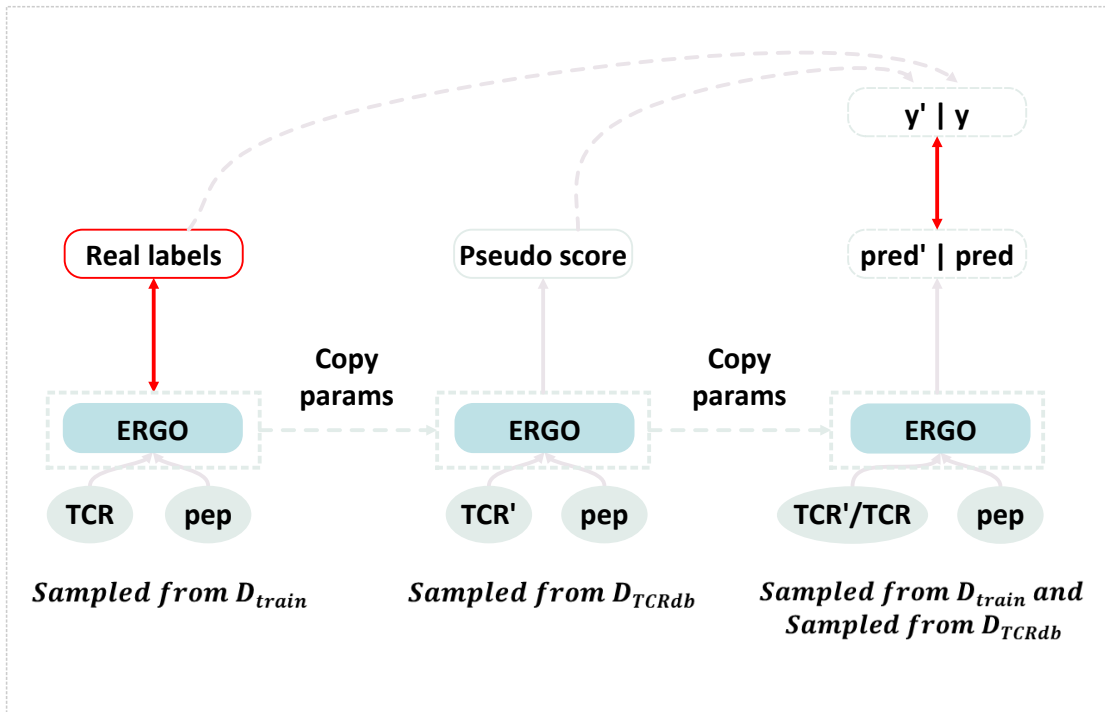 y' | y
Real labels
Pseudo score
pred' | pred
Copy
params
Copy
params
ERGO
ERGO
ERGO
TCR
pep
TCR'
pep
TCR'/TCR
pep
Sampled from D_train
Sampled from D_TCRdb
Sampled from D_train and
Sampled from D_TCRdb